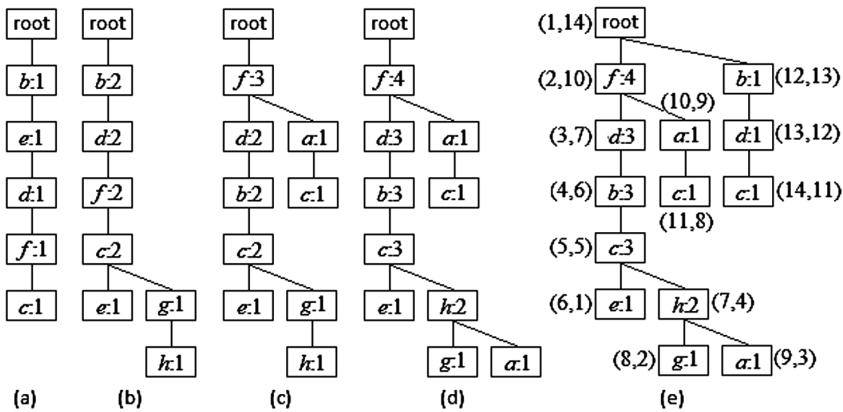 root root root root (1,14) root
b:1 b:2 f:3 f:4 (2,10) f:4 b:1 (12,13)
(10,9)
e:1 d:2 d:2 a:1 d:3 a:1 (3,7) d:3 a:1 d:1 (13,12)
d:1 f:2 b:2 c:1 b:3 c:1 (4,6) b:3 c:1 c:1 (14,11)
(11,8)
f:1 c:2 c:2 c:3 (5,5) c:3
c:1 e:1 g:1 e:1 g:1 e:1 h:2 (6,1) e:1 h:2 (7,4)
h:1 h:1 g:1 a:1 (8,2) g:1 a:1 (9,3)
(a) (b) (c) (d) (e)